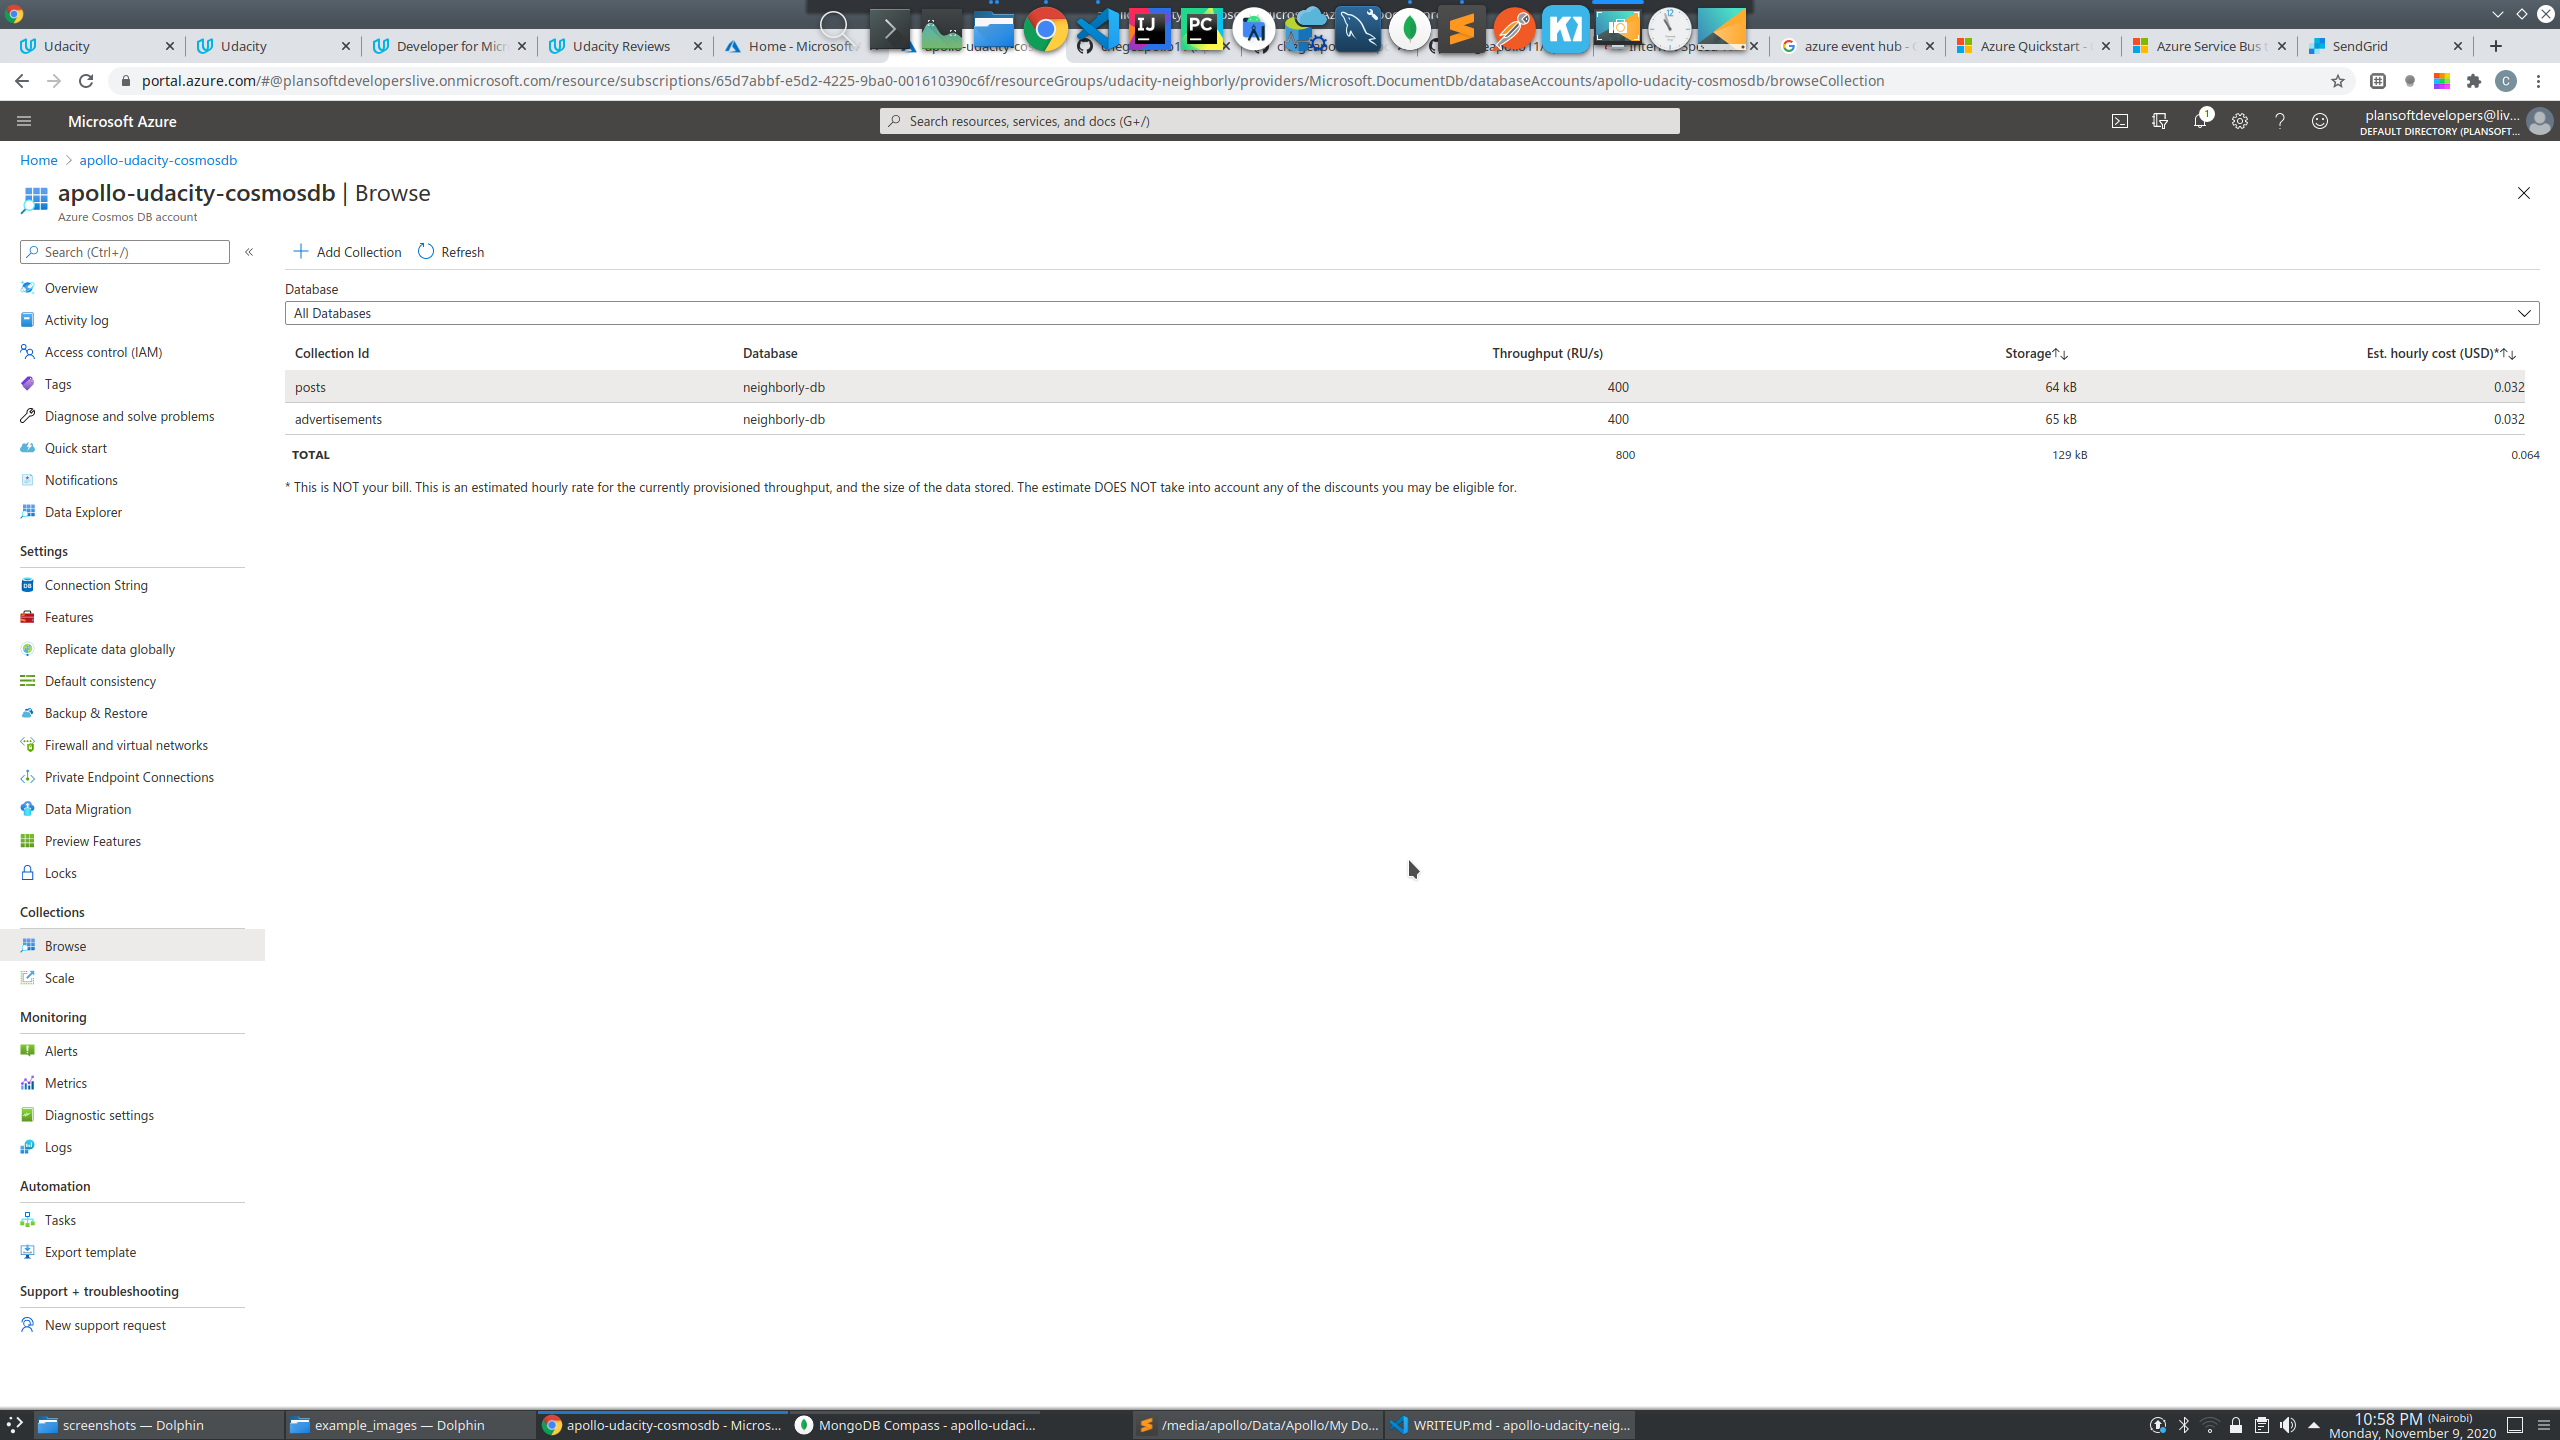 Udacity
Udacity
Developer for Micr
Udacity Reviews
Home - Microsoft
apollo-udacity-cos
azure event hub -
Azure Quickstart -
Azure Service Bus t
SendGrid
portal.azure.com/#@plansoftdeveloperslive.onmicrosoft.com/resource/subscriptions/65d7abbf-e5d2-4225-9ba0-001610390c6f/resourceGroups/udacity-neighborly/providers/Microsoft.DocumentDb/databaseAccounts/apollo-udacity-cosmosdb/browseCollection
Microsoft Azure
Search resources, services, and docs (G+/)
1
plansoftdevelopers@liv...
DEFAULT DIRECTORY (PLANSOFT...
Home > apollo-udacity-cosmosdb
apollo-udacity-cosmosdb | Browse
Azure Cosmos DB account
Search (Ctrl+/)
Add Collection
Refresh
Overview
Activity log
Access control (IAM)
Tags
Diagnose and solve problems
Quick start
Notifications
Data Explorer
Settings
Connection String
Features
Replicate data globally
Default consistency
Backup & Restore
Firewall and virtual networks
Private Endpoint Connections
Data Migration
Preview Features
Locks
Collections
Browse
Scale
Monitoring
Alerts
Metrics
Diagnostic settings
Logs
Automation
Tasks
Export template
Support + troubleshooting
New support request
Database
All Databases
Collection Id Database Throughput (RU/s) Storage↑↓ Est. hourly cost (USD)*↑↓
posts neighborly-db 400 64 kB 0.032
advertisements neighborly-db 400 65 kB 0.032
TOTAL 800 129 kB 0.064
* This is NOT your bill. This is an estimated hourly rate for the currently provisioned throughput, and the size of the data stored. The estimate DOES NOT take into account any of the discounts you may be eligible for.
screenshots — Dolphin
example_images — Dolphin
apollo-udacity-cosmosdb - Micros...
MongoDB Compass - apollo-udaci...
/media/apollo/Data/Apollo/My Do...
WRITEUP.md - apollo-udacity-neig...
10:58 PM (Nairobi)
Monday, November 9, 2020